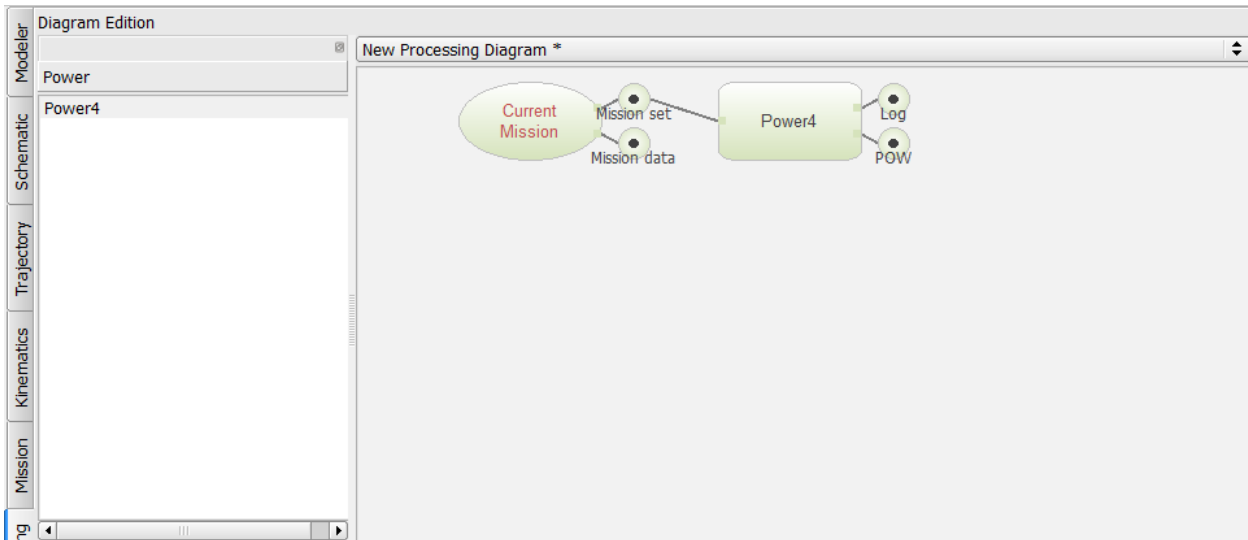 Diagram Edition
New Processing Diagram *
Power
Power4
Current
Mission
Mission set
Mission data
Power4
Log
POW
Modeler
Schematic
Trajectory
Kinematics
Mission
ng